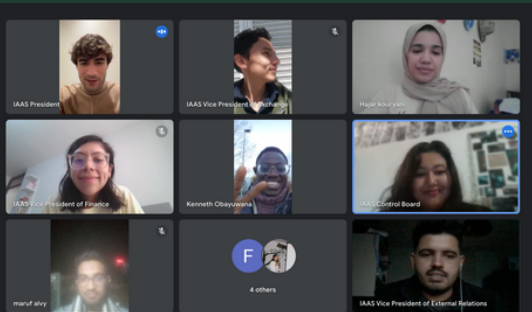 IAAS President
IAAS Vice President of Exchange
Hajar kouryani
IAAS Vice President of Finance
Kenneth Obayuwana
IAAS Control Board
maruf alvy
F
4 others
IAAS Vice President of External Relations